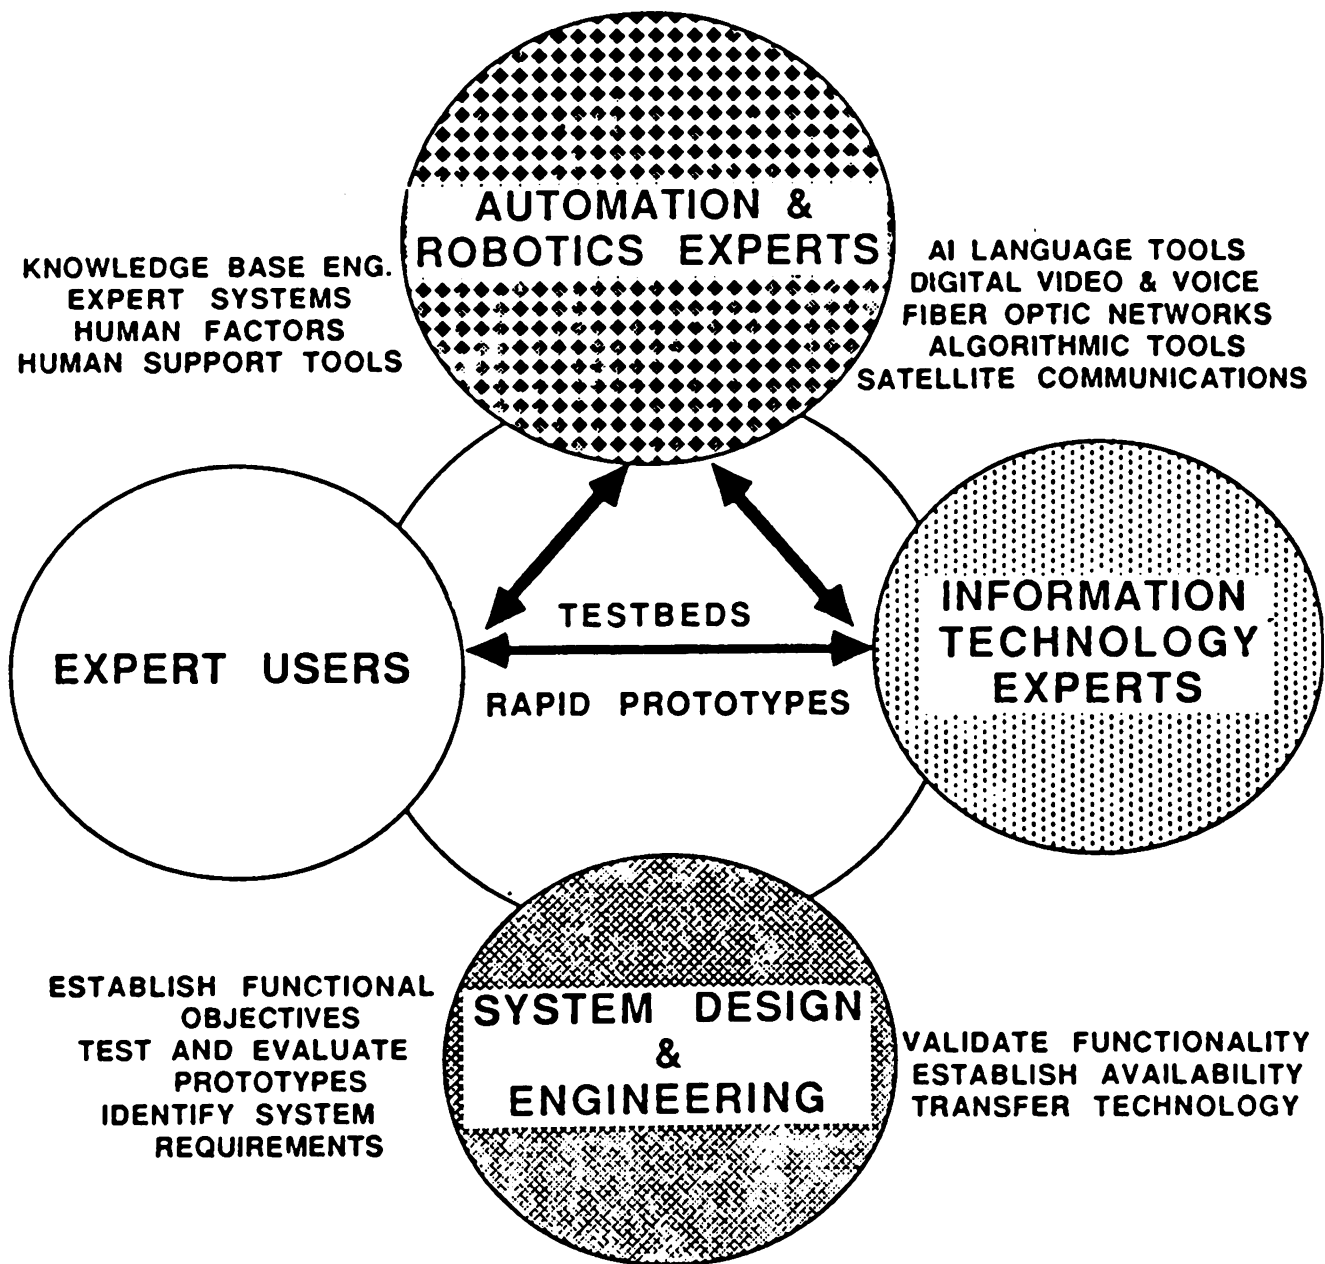 AUTOMATION &
ROBOTICS EXPERTS
KNOWLEDGE BASE ENG.
EXPERT SYSTEMS
HUMAN FACTORS
HUMAN SUPPORT TOOLS
AI LANGUAGE TOOLS
DIGITAL VIDEO & VOICE
FIBER OPTIC NETWORKS
ALGORITHMIC TOOLS
SATELLITE COMMUNICATIONS
EXPERT USERS
TESTBEDS
RAPID PROTOTYPES
INFORMATION
TECHNOLOGY
EXPERTS
ESTABLISH FUNCTIONAL
OBJECTIVES
TEST AND EVALUATE
PROTOTYPES
IDENTIFY SYSTEM
REQUIREMENTS
SYSTEM DESIGN
&
ENGINEERING
VALIDATE FUNCTIONALITY
ESTABLISH AVAILABILITY
TRANSFER TECHNOLOGY